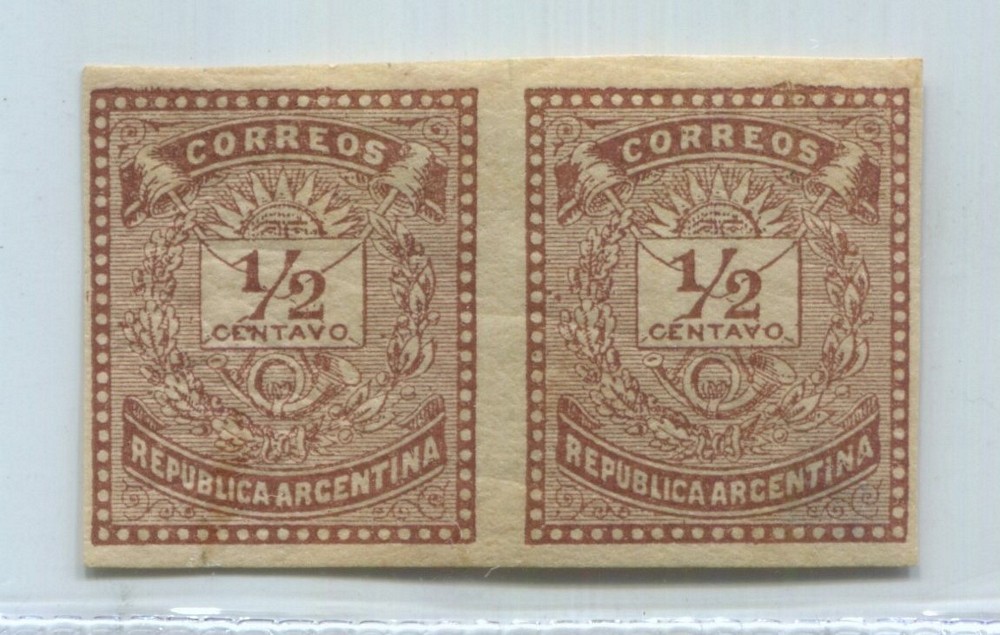 CORREOS
1/2
CENTAVO
REPUBLICA ARGENTINA
CORREOS
1/2
CENTAVO
REPUBLICA ARGENTINA